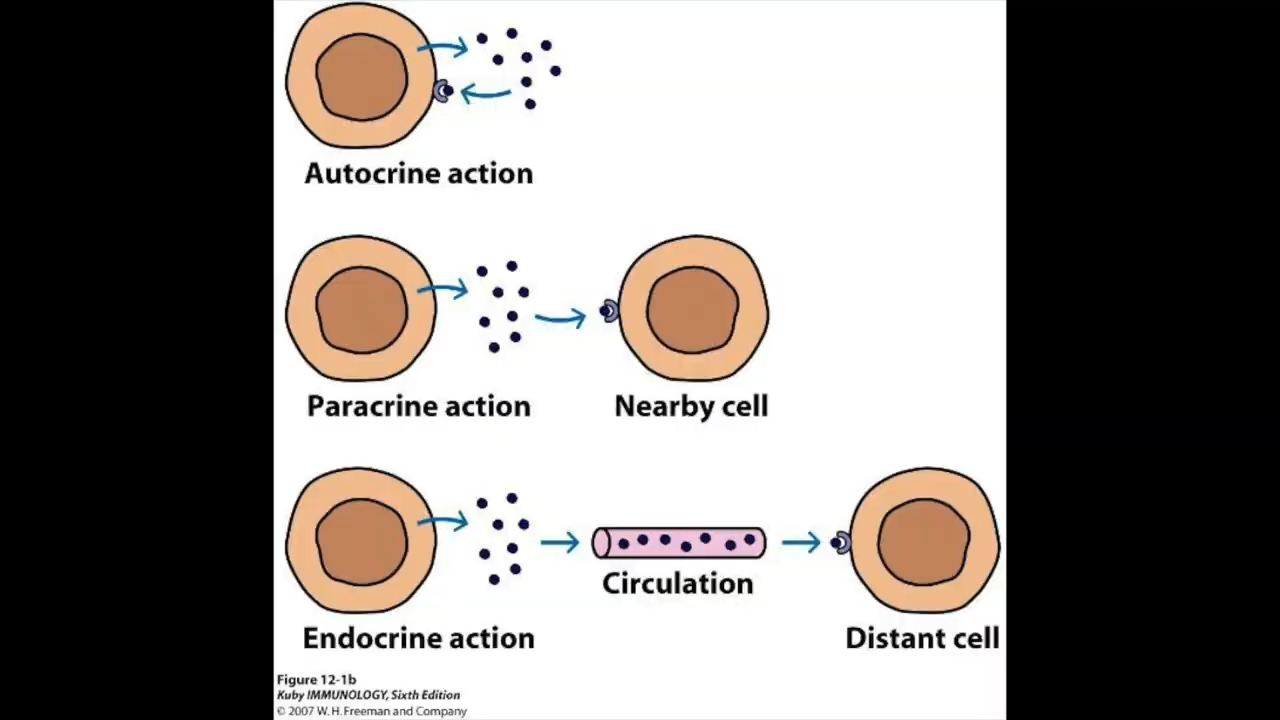 Autocrine action
Paracrine action
Nearby cell
Circulation
Endocrine action
Distant cell
Figure 12-1b
Kuby IMMUNOLOGY, Sixth Edition
© 2007 W. H. Freeman and Company